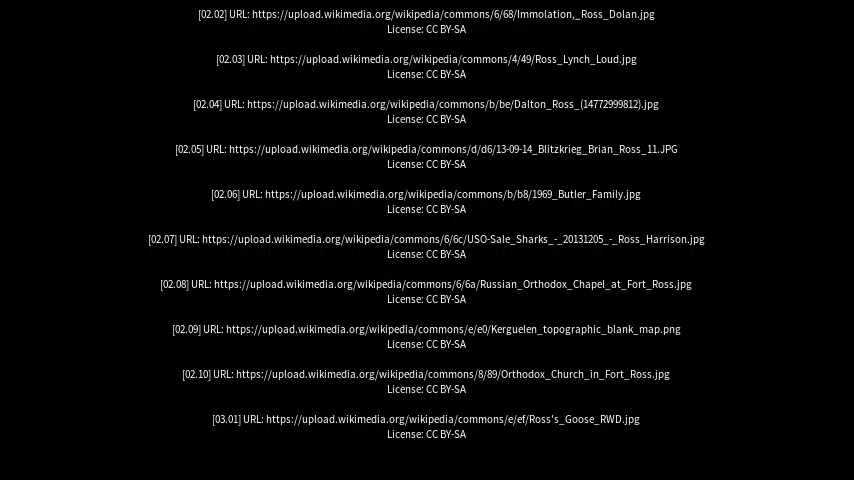 [02.02] URL: https://upload.wikimedia.org/wikipedia/commons/6/68/Immolation,_Ross_Dolan.jpg
License: CC BY-SA
[02.03] URL: https://upload.wikimedia.org/wikipedia/commons/4/49/Ross_Lynch_Loud.jpg
License: CC BY-SA
[02.04] URL: https://upload.wikimedia.org/wikipedia/commons/b/be/Dalton_Ross_(14772999812).jpg
License: CC BY-SA
[02.05] URL: https://upload.wikimedia.org/wikipedia/commons/d/d6/13-09-14_Blitzkrieg_Brian_Ross_11.JPG
License: CC BY-SA
[02.06] URL: https://upload.wikimedia.org/wikipedia/commons/b/b8/1969_Butler_Family.jpg
License: CC BY-SA
[02.07] URL: https://upload.wikimedia.org/wikipedia/commons/6/6c/USO-Sale_Sharks_-_20131205_-_Ross_Harrison.jpg
License: CC BY-SA
[02.08] URL: https://upload.wikimedia.org/wikipedia/commons/6/6a/Russian_Orthodox_Chapel_at_Fort_Ross.jpg
License: CC BY-SA
[02.09] URL: https://upload.wikimedia.org/wikipedia/commons/e/e0/Kerguelen_topographic_blank_map.png
License: CC BY-SA
[02.10] URL: https://upload.wikimedia.org/wikipedia/commons/8/89/Orthodox_Church_in_Fort_Ross.jpg
License: CC BY-SA
[03.01] URL: https://upload.wikimedia.org/wikipedia/commons/e/ef/Ross's_Goose_RWD.jpg
License: CC BY-SA